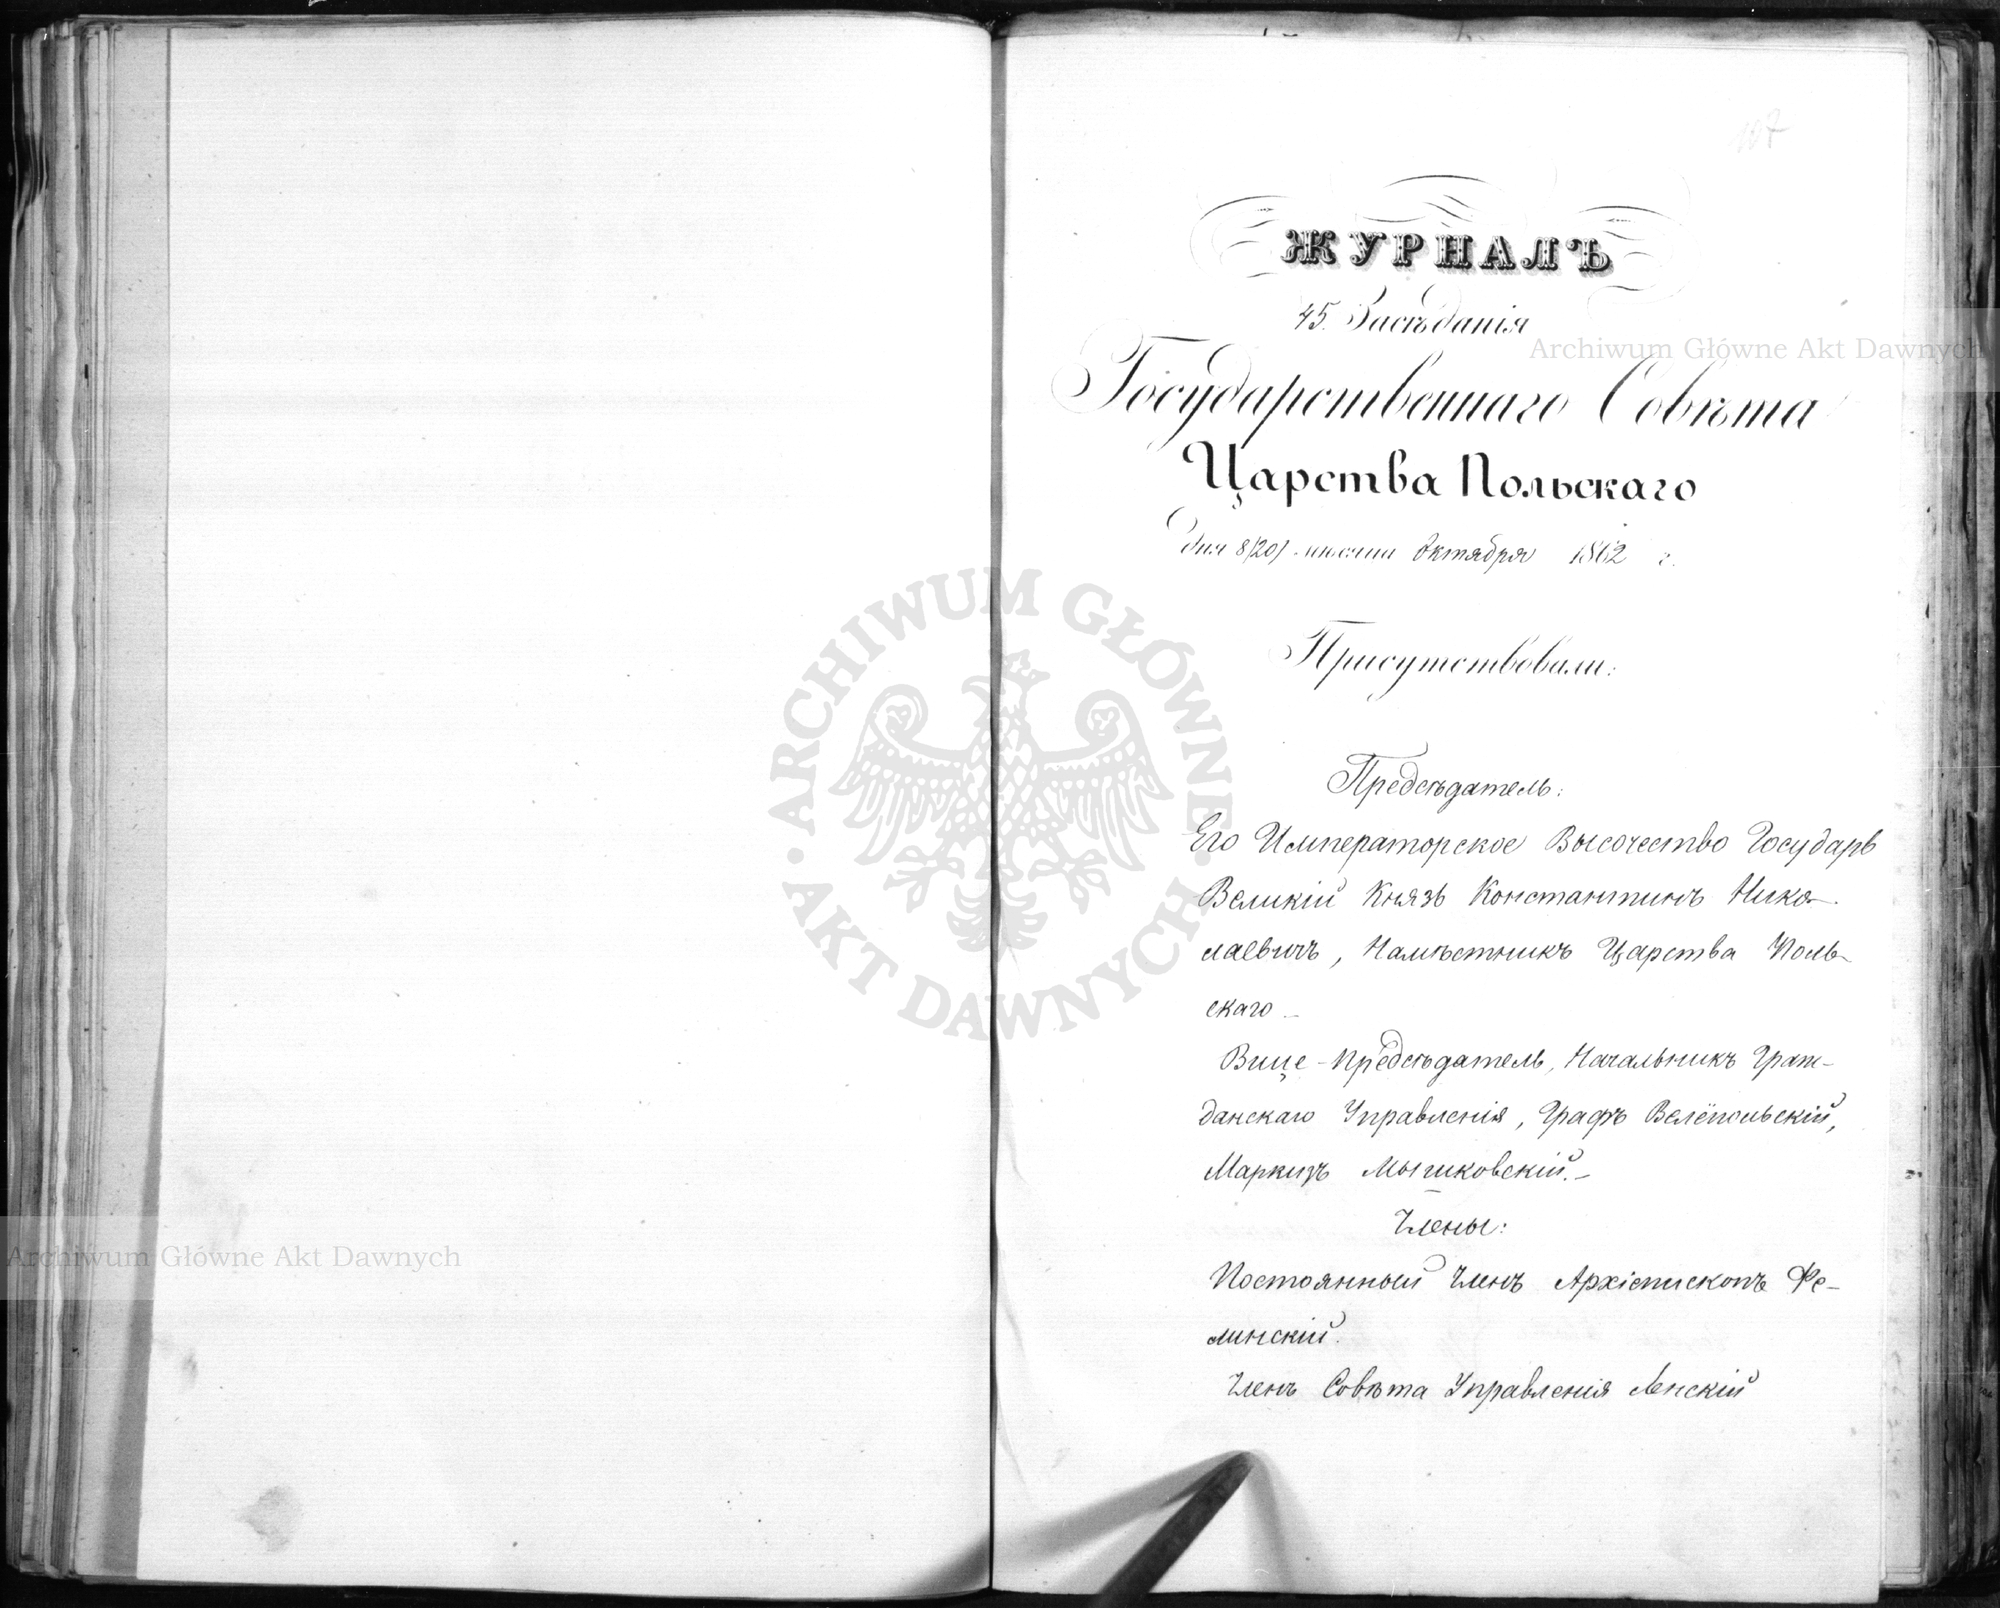 107
ЖУРНАЛЪ
45. Засѣданія
Государственнаго Совѣта
Царства Польскаго
дня 8/20/ мѣсяца Октября 1862 г.
Присутствовали:
Предсѣдатель:
Его Императорское Высочество Государь
Великій Князь Константинъ Нико-
лаевичъ, Намѣстникъ Царства Поль-
скаго –
Вице-Предсѣдатель, Начальникъ Граж-
данскаго Управленія, Графъ Велёпольскій,
Маркизъ Мышковскій. –
Члены:
Постоянный Членъ Архіепископъ Фе-
линскій.
Членъ Совѣта Управленія Ленскій
Archiwum Główne Akt Dawnych
ARCHIWUM GŁÓWNE AKT DAWNYCH
Archiwum Główne Akt Dawnych